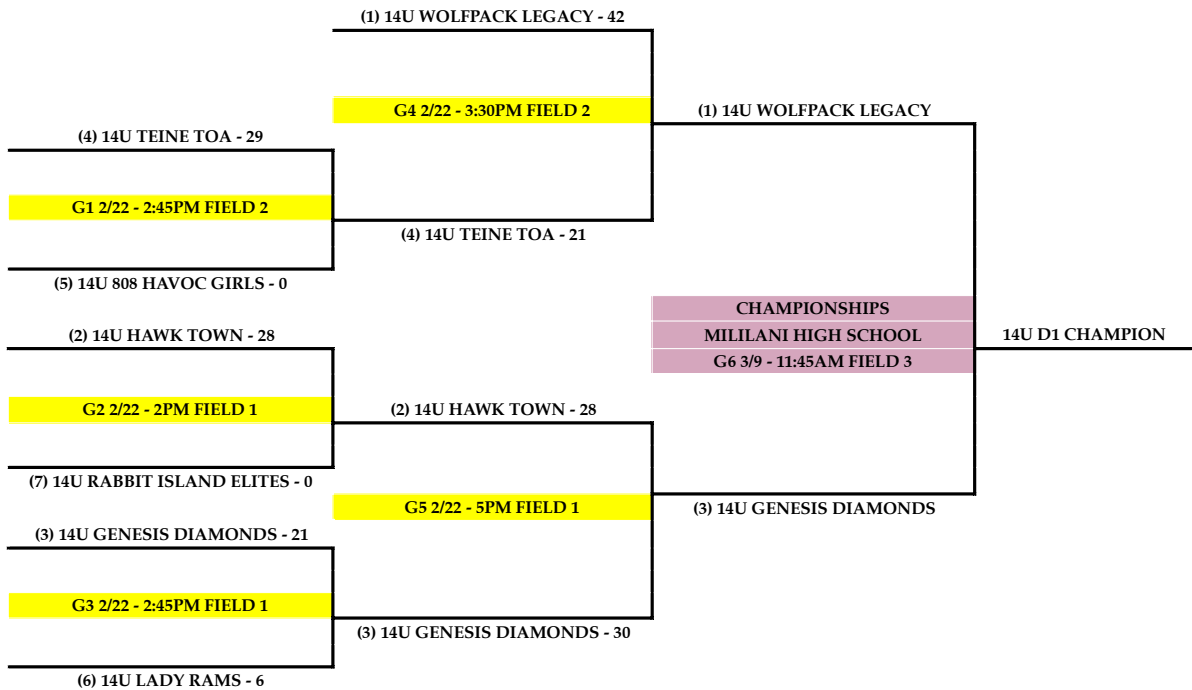 (1) 14U WOLFPACK LEGACY - 42
G4 2/22 - 3:30PM FIELD 2
(1) 14U WOLFPACK LEGACY
(4) 14U TEINE TOA - 29
G1 2/22 - 2:45PM FIELD 2
(4) 14U TEINE TOA - 21
(5) 14U 808 HAVOC GIRLS - 0
CHAMPIONSHIPS
MILILANI HIGH SCHOOL
G6 3/9 - 11:45AM FIELD 3
14U D1 CHAMPION
(2) 14U HAWK TOWN - 28
G2 2/22 - 2PM FIELD 1
(2) 14U HAWK TOWN - 28
(7) 14U RABBIT ISLAND ELITES - 0
G5 2/22 - 5PM FIELD 1
(3) 14U GENESIS DIAMONDS
(3) 14U GENESIS DIAMONDS - 21
G3 2/22 - 2:45PM FIELD 1
(3) 14U GENESIS DIAMONDS - 30
(6) 14U LADY RAMS - 6